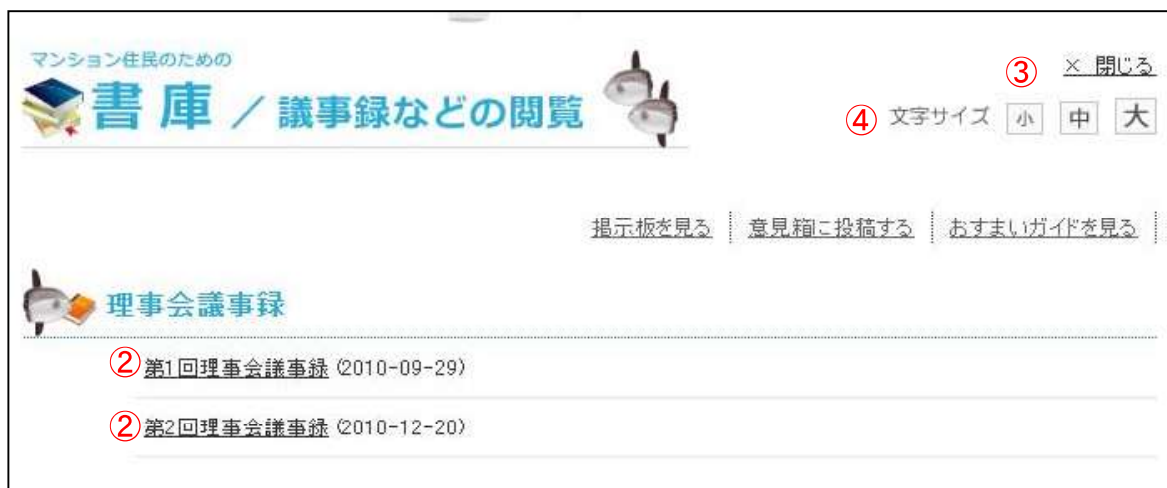 マンション住民のための
書庫 / 議事録などの閲覧
③ × 閉じる
④ 文字サイズ 小 中 大
掲示板を見る 意見箱に投稿する おすまいガイドを見る
理事会議事録
② 第1回理事会議事録 (2010-09-29)
② 第2回理事会議事録 (2010-12-20)